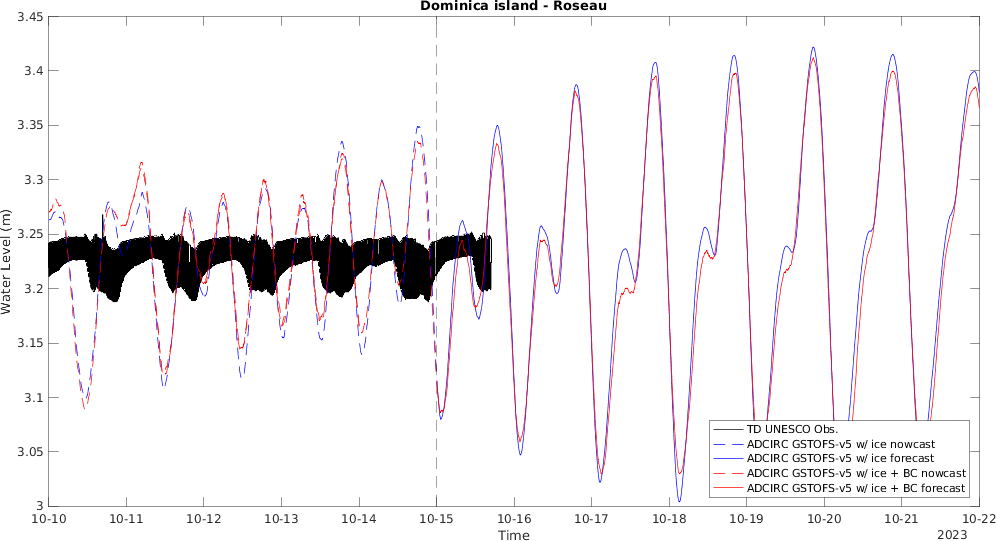 Dominica island - Roseau
3.45
3.4
3.35
3.3
3.25
3.2
3.15
3.1
3.05
3
Water Level (m)
TD UNESCO Obs.
ADCIRC GSTOFS-v5 w/ ice nowcast
ADCIRC GSTOFS-v5 w/ ice forecast
ADCIRC GSTOFS-v5 w/ ice + BC nowcast
ADCIRC GSTOFS-v5 w/ ice + BC forecast
10-10 10-11 10-12 10-13 10-14 10-15 10-16 10-17 10-18 10-19 10-20 10-21 10-22
Time
2023